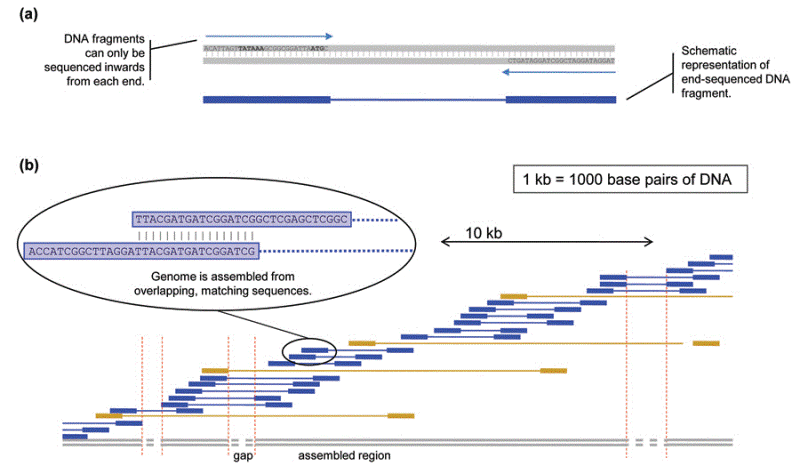 (a)
DNA fragments
can only be
sequenced inwards
from each end.
ACATTAGTTATAAAGCGGCGGATTAATGC
CTGATAGGATCGGCTAGGATAGGAT
Schematic
representation of
end-sequenced DNA
fragment.
(b)
1 kb = 1000 base pairs of DNA
TTACGATGATCGGATCGGCTCGAGCTCGGC
ACCATCGGCTTAGGATTACGATGATCGGATCG
Genome is assembled from
overlapping, matching sequences.
10 kb
gap
assembled region